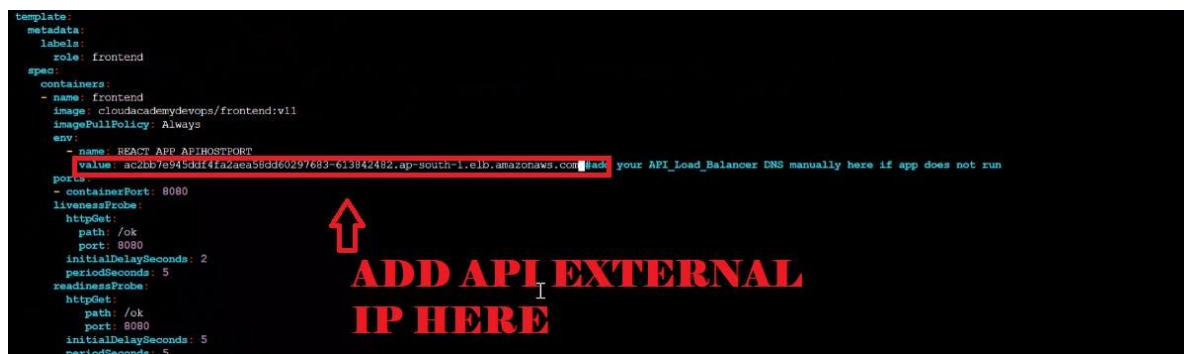 template:
metadata:
labels:
role: frontend
spec:
containers:
- name: frontend
image: cloudacademydevops/frontend:v11
imagePullPolicy: Always
env:
- name: REACT_APP_APIHOSTPORT
value: ac2bb7e945ddf4fa2aea58dd60297683-613842482.ap-south-1.elb.amazonaws.com #add your API_Load_Balancer DNS manually here if app does not run
ports:
- containerPort: 8080
livenessProbe:
httpGet:
path: /ok
port: 8080
initialDelaySeconds: 2
periodSeconds: 5
readinessProbe:
httpGet:
path: /ok
port: 8080
initialDelaySeconds: 5
periodSeconds: 5
ADD API EXTERNAL
IP HERE